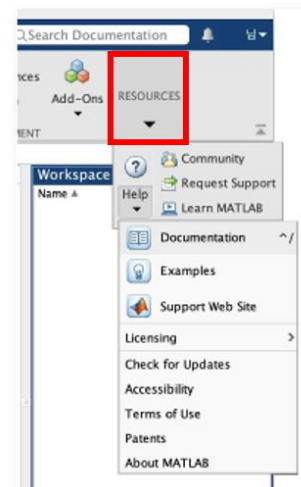 Search Documentation 님
nces
Add-Ons
RESOURCES
MENT
Workspace
Name
Help
Community
Request Support
Learn MATLAB
Documentation ^/
Examples
Support Web Site
Licensing >
Check for Updates
Accessibility
Terms of Use
Patents
About MATLAB